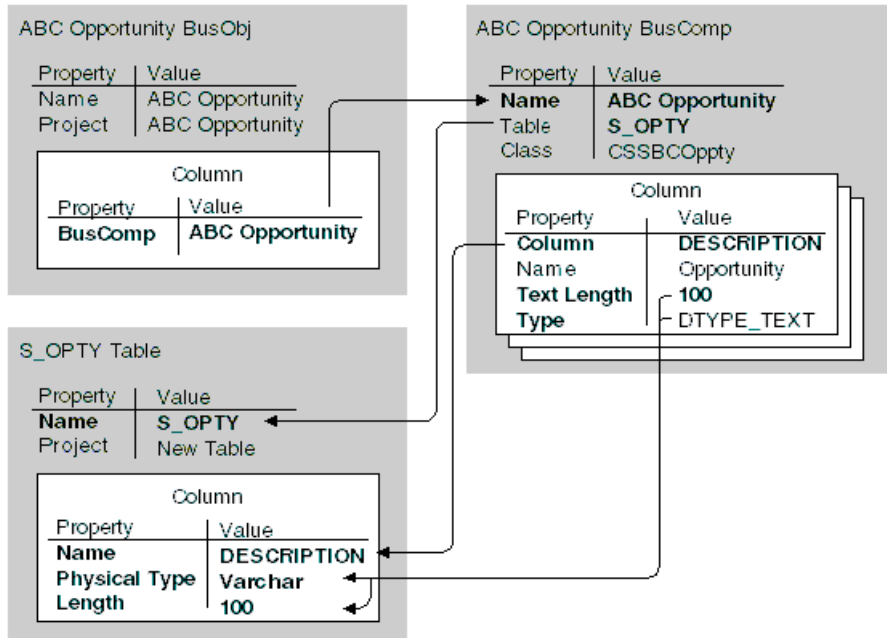 ABC Opportunity BusObj
Property Value
Name ABC Opportunity
Project ABC Opportunity
Column
Property Value
BusComp ABC Opportunity
ABC Opportunity BusComp
Property Value
Name ABC Opportunity
Table S_OPTY
Class CSSBCOppty
Column
Property Value
Column DESCRIPTION
Name Opportunity
Text Length 100
Type DTYPE_TEXT
S_OPTY Table
Property Value
Name S_OPTY
Project New Table
Column
Property Value
Name DESCRIPTION
Physical Type Varchar
Length 100